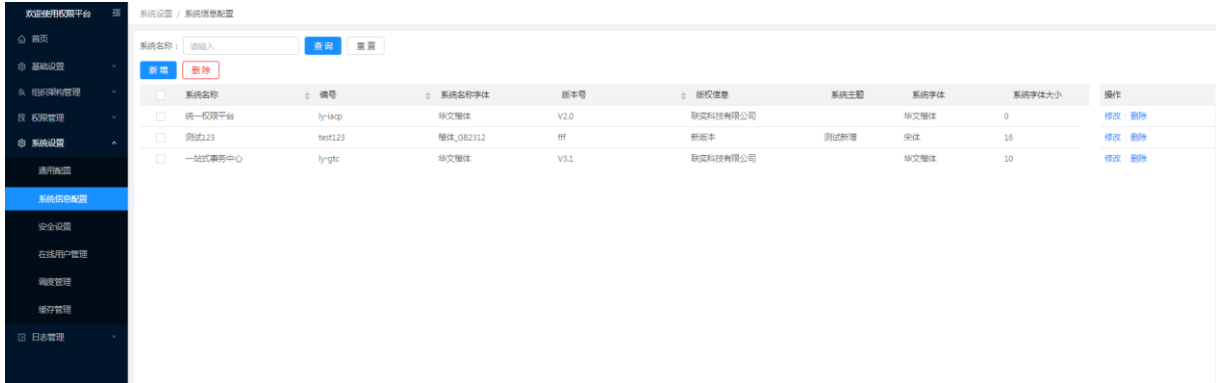 欢迎使用权限平台
系统设置 / 系统信息配置
首页
基础设置
组织架构管理
权限管理
系统设置
通用配置
系统信息配置
安全设置
在线用户管理
调度管理
缓存管理
日志管理
系统名称： 请输入 查 询 重 置
新 增 删 除
系统名称 编号 系统名称字体 版本号 版权信息 系统主题 系统字体 系统字体大小 操作
统一权限平台 ly-iacp 华文楷体 V2.0 联奕科技有限公司 华文楷体 0 修改 删除
测试123 test123 楷体_GB2312 fff 新版本 测试新增 宋体 16 修改 删除
一站式事务中心 ly-gtc 华文楷体 V3.1 联奕科技有限公司 华文楷体 10 修改 删除